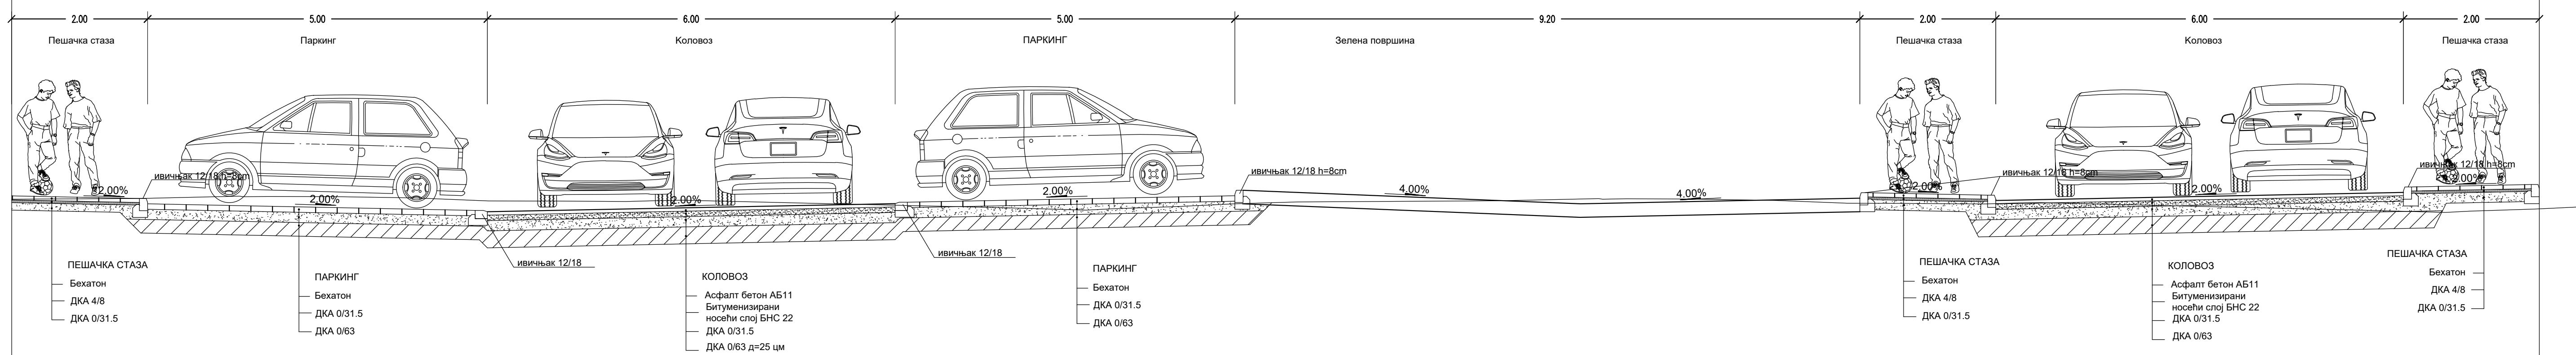 2.00 5.00 6.00 5.00 9.20 2.00 6.00 2.00
Пешачка стаза Паркинг Коловоз ПАРКИНГ Зелена површина Пешачка стаза Коловоз Пешачка стаза
ивичњак 12/18 h=8cm
2.00%
2.00%
2.00%
2.00%
ивичњак 12/18 h=8cm
4.00%
4.00%
2.00%
ивичњак 12/18 h=8cm
2.00%
ивичњак 12/18 h=8cm
2.00%
ивичњак 12/18
ивичњак 12/18
ПЕШАЧКА СТАЗА
Бехатон
ДКА 4/8
ДКА 0/31.5
ПАРКИНГ
Бехатон
ДКА 0/31.5
ДКА 0/63
КОЛОВОЗ
Асфалт бетон АБ11
Битуменизирани
носећи слој БНС 22
ДКА 0/31.5
ДКА 0/63 д=25 цм
ПАРКИНГ
Бехатон
ДКА 0/31.5
ДКА 0/63
ПЕШАЧКА СТАЗА
Бехатон
ДКА 4/8
ДКА 0/31.5
КОЛОВОЗ
Асфалт бетон АБ11
Битуменизирани
носећи слој БНС 22
ДКА 0/31.5
ДКА 0/63
ПЕШАЧКА СТАЗА
Бехатон
ДКА 4/8
ДКА 0/31.5